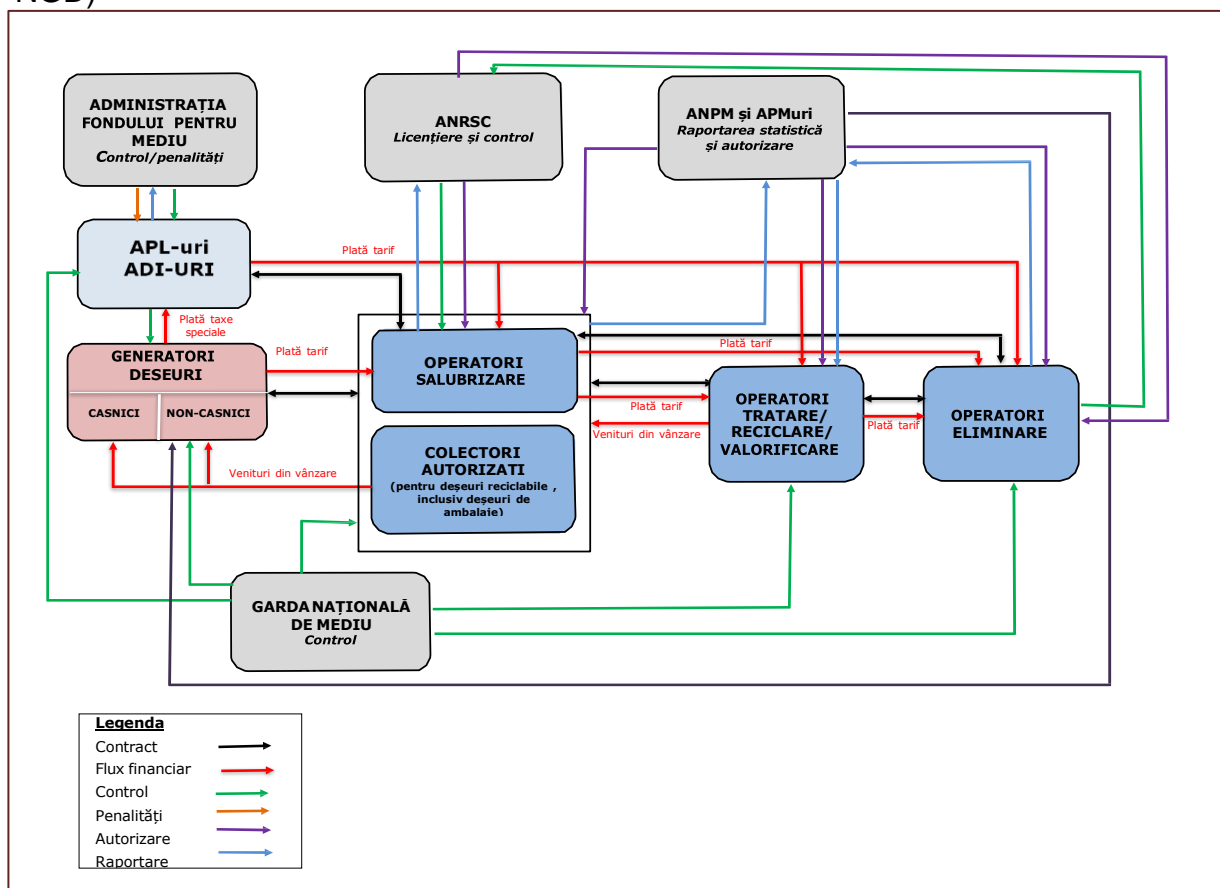 NOD)
ADMINISTRAȚIA
FONDULUI PENTRU
MEDIU
Control/penalități
ANRSC
Licențiere și control
ANPM și APMuri
Raportarea statistică
și autorizare
APL-uri
ADI-URI
Plată tarif
Plată taxe
speciale
GENERATORI
DESEURI
CASNICI
NON-CASNICI
Plată tarif
OPERATORI
SALUBRIZARE
Plată tarif
Plată tarif
Venituri din vânzare
OPERATORI
TRATARE/
RECICLARE/
VALORIFICARE
Plată tarif
OPERATORI
ELIMINARE
Venituri din vânzare
COLECTORI
AUTORIZATI
(pentru deșeuri reciclabile ,
inclusiv deșeuri de
ambalaie)
GARDA NAȚIONALĂ
DE MEDIU
Control
Legenda
Contract
Flux financiar
Control
Penalități
Autorizare
Raportare